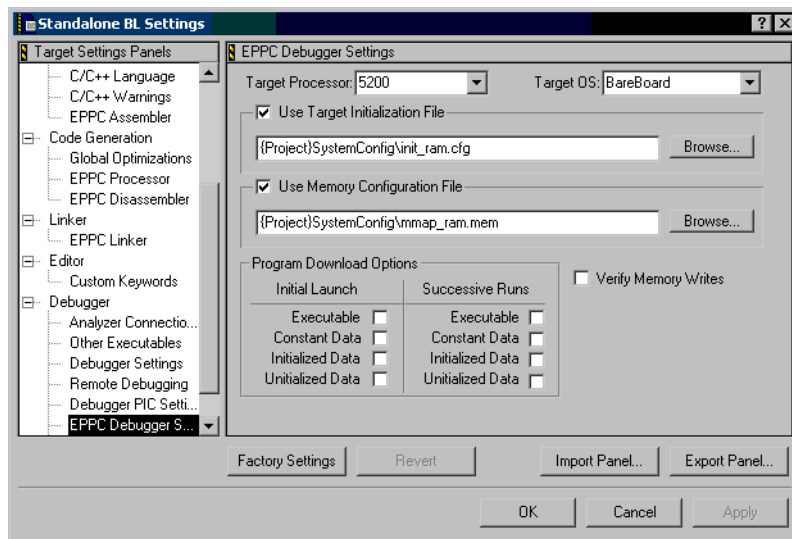 Standalone BL Settings
Target Settings Panels
C/C++ Language
C/C++ Warnings
EPPC Assembler
Code Generation
Global Optimizations
EPPC Processor
EPPC Disassembler
Linker
EPPC Linker
Editor
Custom Keywords
Debugger
Analyzer Connectio...
Other Executables
Debugger Settings
Remote Debugging
Debugger PIC Setti...
EPPC Debugger S...
EPPC Debugger Settings
Target Processor: 5200 Target OS: BareBoard
Use Target Initialization File
{Project}SystemConfig\init_ram.cfg Browse...
Use Memory Configuration File
{Project}SystemConfig\mmap_ram.mem Browse...
Program Download Options
Verify Memory Writes
Initial Launch Successive Runs
Executable Executable
Constant Data Constant Data
Initialized Data Initialized Data
Unitialized Data Unitialized Data
Factory Settings Revert Import Panel... Export Panel...
OK Cancel Apply